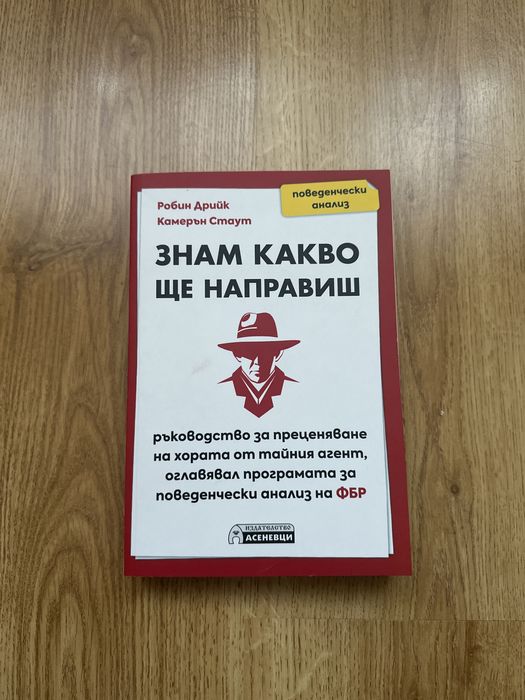 Робин Дрийк
Камерън Стаут
поведенчески
анализ
ЗНАМ КАКВО
ЩЕ НАПРАВИШ
ръководство за преценяване
на хората от тайния агент,
оглавявал програмата за
поведенчески анализ на ФБР
ИЗДАТЕЛСТВО
АСЕНЕВЦИ